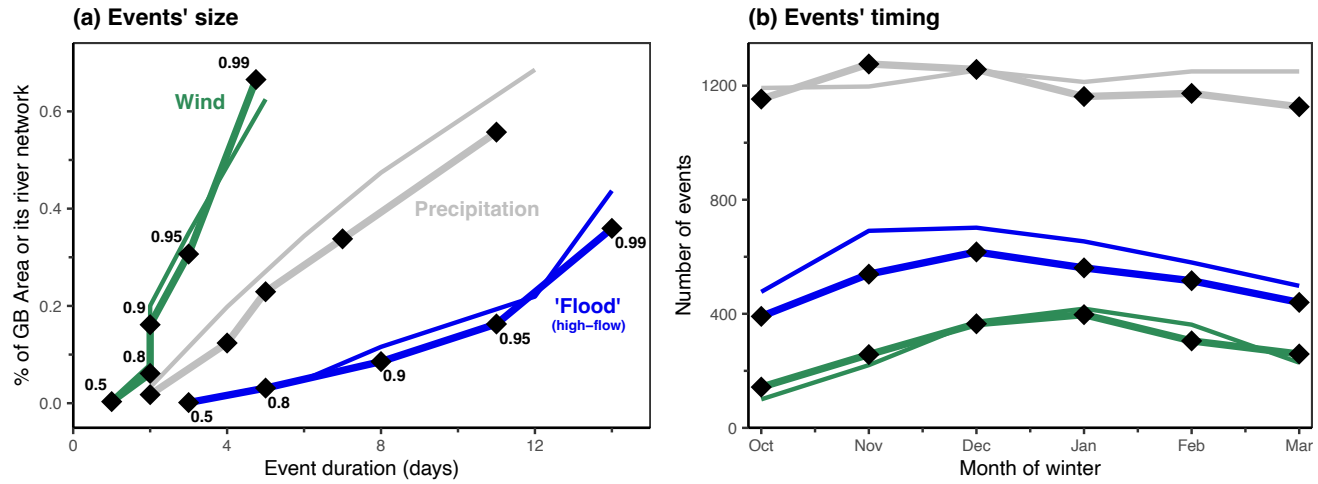 (a) Events' size
% of GB Area or its river network
0.6
0.4
0.2
0.0
0.99
Wind
0.95
0.9
0.8
0.5
Precipitation
'Flood'
(high−flow)
0.99
0.95
0.9
0.8
0.5
0
4
8
12
Event duration (days)
(b) Events' timing
Number of events
1200
800
400
0
Oct
Nov
Dec
Jan
Feb
Mar
Month of winter